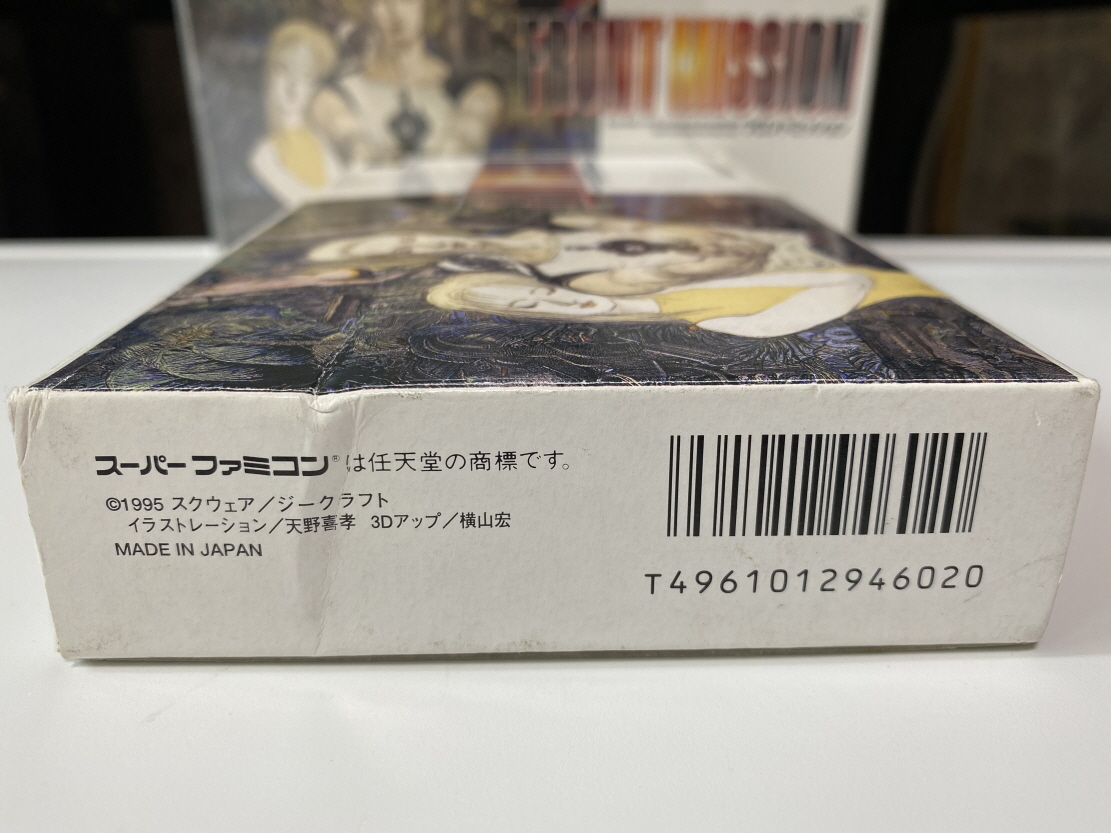 FRONT MISSION
スーパーファミコン®は任天堂の商標です。
©1995 スクウェア／ジークラフト
イラストレーション／天野喜孝 3Dアップ／横山宏
MADE IN JAPAN
T4961012946020